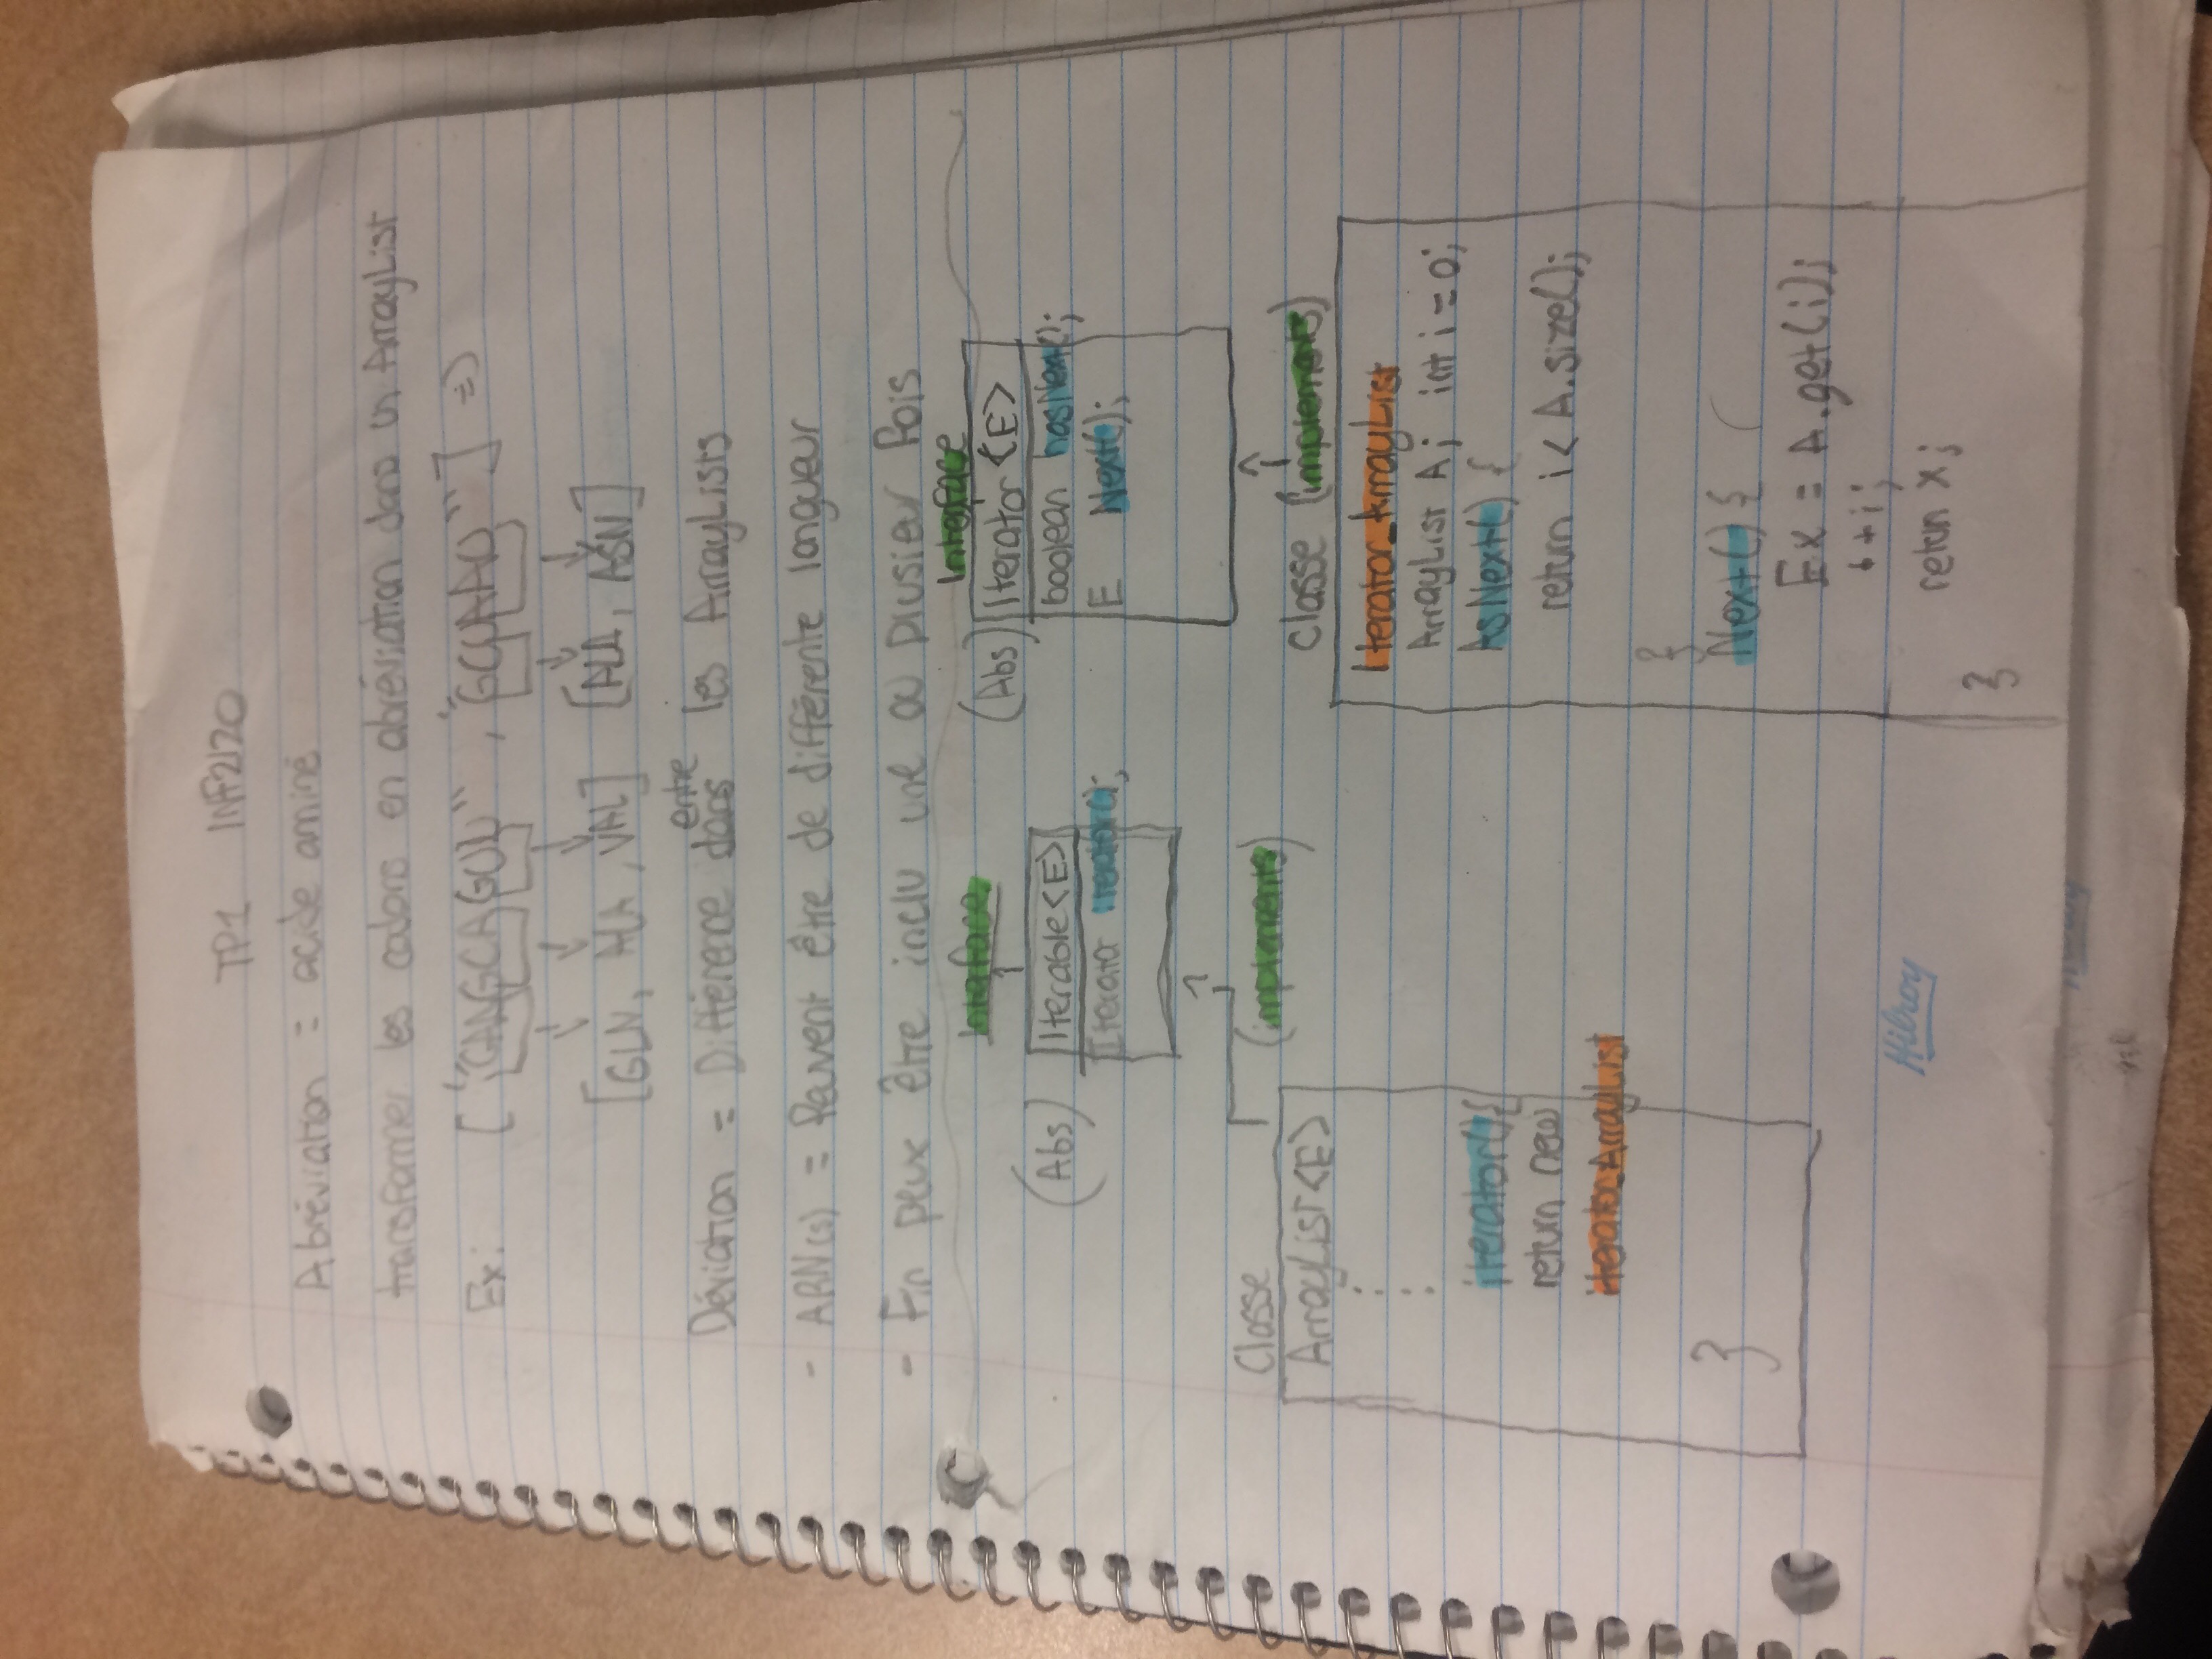 TP1 INF2120
Abréviation = acide aminé
transformer les codons en abréviation dans un ArrayList
Ex: [ "CAAGCAGUU" , "GCUAAU" ] =>
[GLN, ALA, VAL] [ALA, ASN]
entre
Déviation = Différence dans les ArrayLists
- ARN(s) = Peuvent être de différente longueur
- Fin peux être inclu une ou plusieur fois
Interface
(Abs) Iterable<E>
Iterator iterator();
Interface
(Abs) Iterator<E>
boolean hasNext();
E Next();
(implements)
Classe
ArrayList<E>
iterator(){
return new
iterator_ArrayList
}
Classe (implements)
Iterator_ArrayList
ArrayList A; int i = 0;
AsNext() {
return i < A.size();
}
Next() {
Ex = A.get(i);
++i;
return x;
}
Hilroy